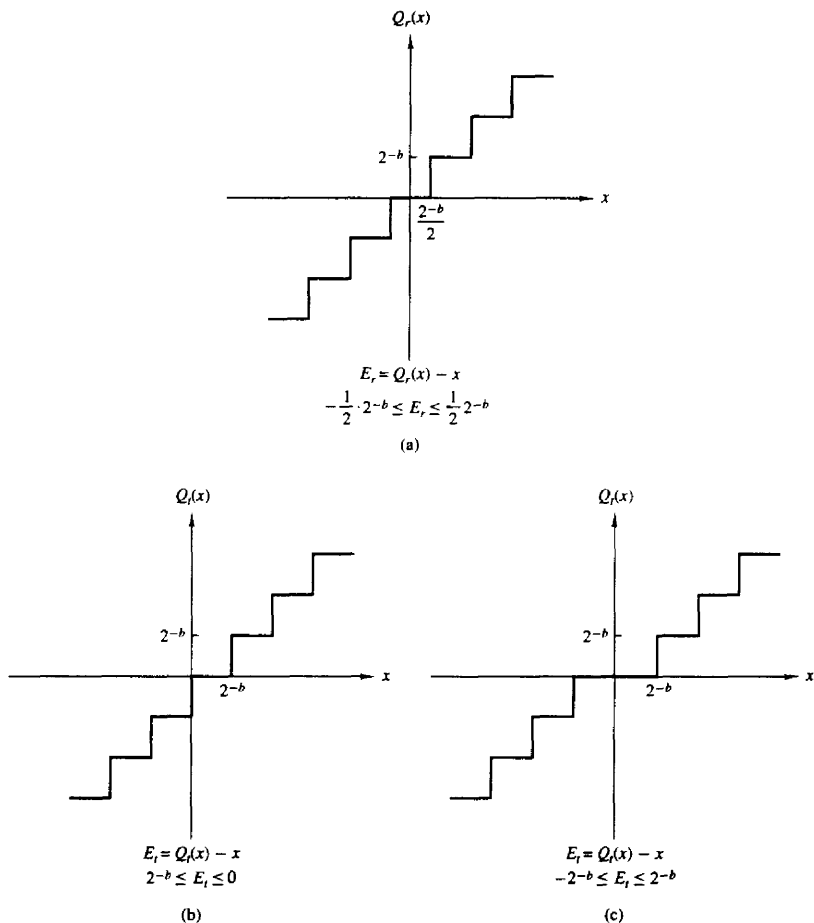 Q_r(x)
2^{-b}
x
2^{-b}/2
E_r = Q_r(x) − x
−1/2 · 2^{-b} ≤ E_r ≤ 1/2 2^{-b}
(a)
Q_t(x)
2^{-b}
x
2^{-b}
E_t = Q_t(x) − x
2^{-b} ≤ E_t ≤ 0
(b)
Q_t(x)
2^{-b}
x
2^{-b}
E_t = Q_t(x) − x
−2^{-b} ≤ E_t ≤ 2^{-b}
(c)